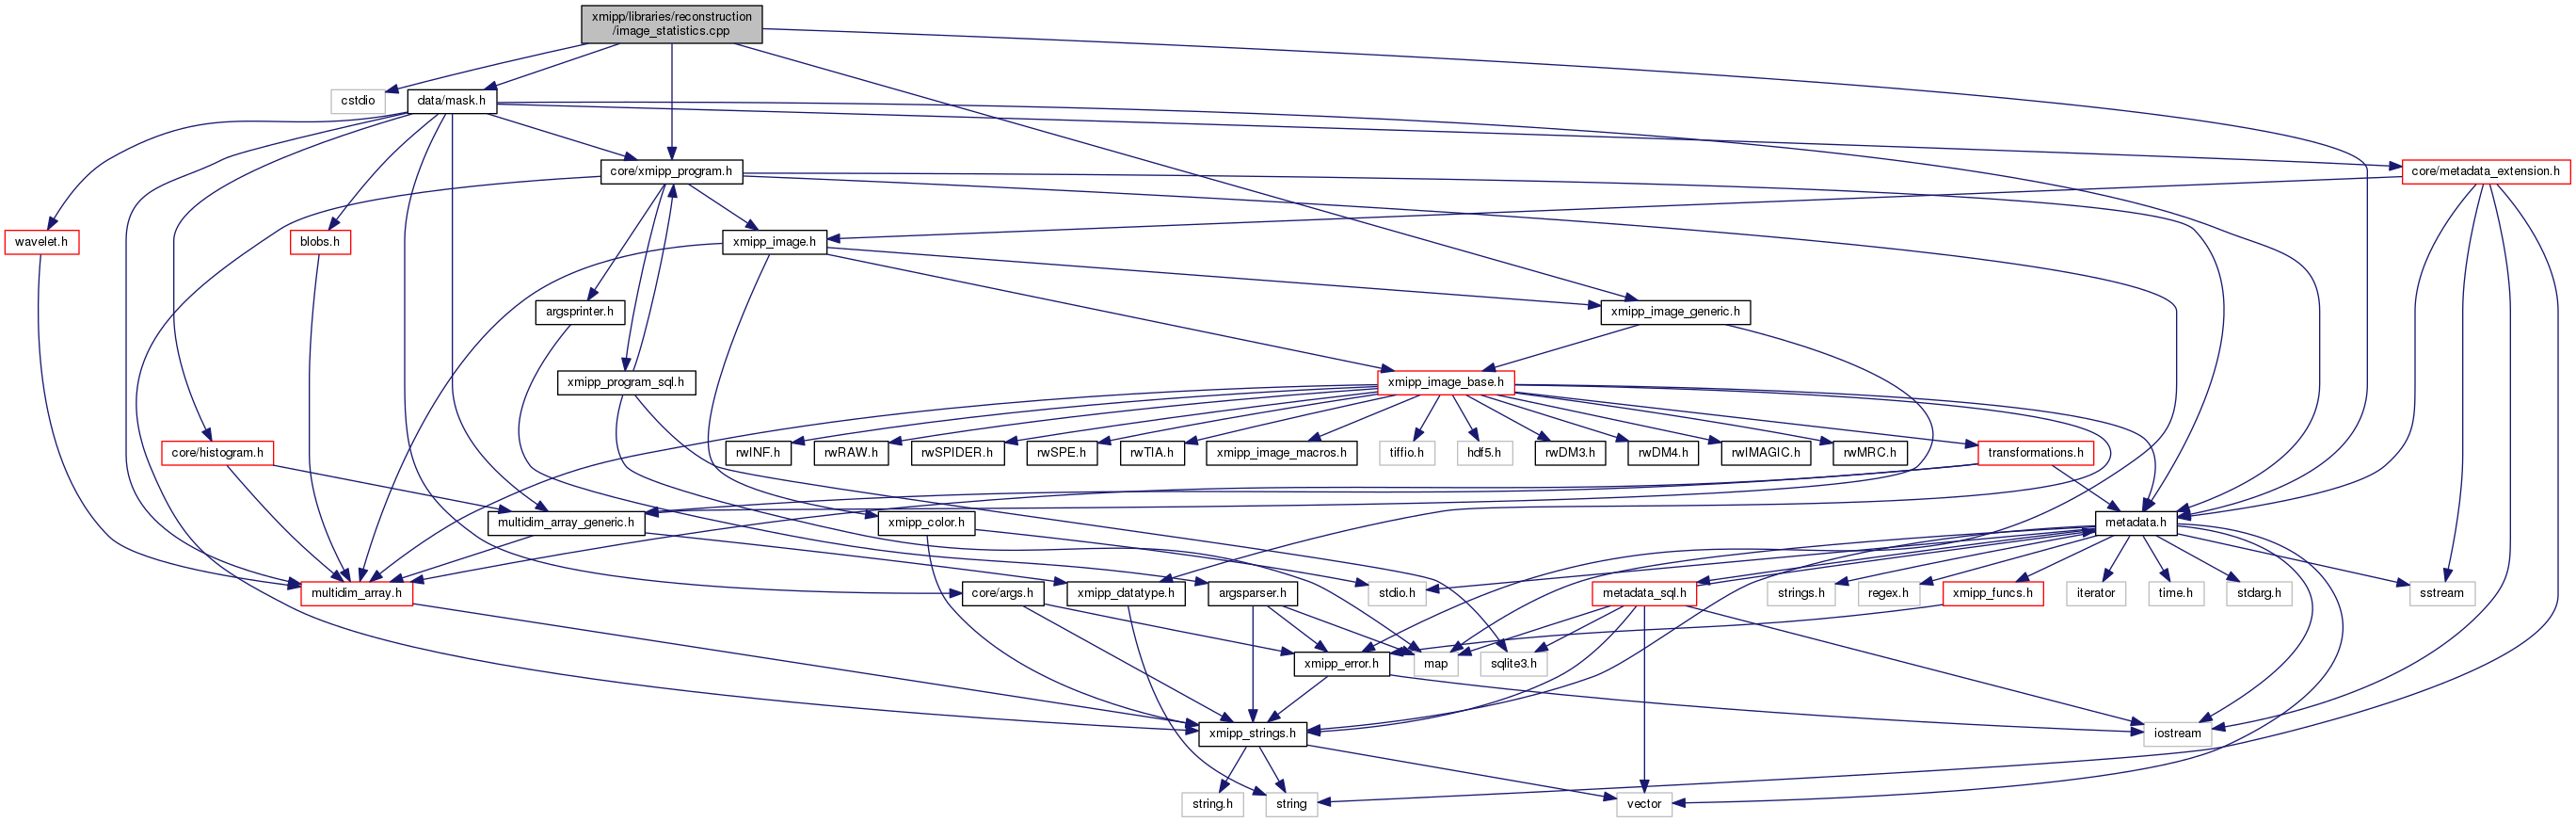 xmipp/libraries/reconstruction
/image_statistics.cpp
cstdio
data/mask.h
core/xmipp_program.h
core/metadata_extension.h
wavelet.h
blobs.h
xmipp_image.h
argsprinter.h
xmipp_image_generic.h
xmipp_program_sql.h
xmipp_image_base.h
core/histogram.h
rwINF.h
rwRAW.h
rwSPIDER.h
rwSPE.h
rwTIA.h
xmipp_image_macros.h
tiffio.h
hdf5.h
rwDM3.h
rwDM4.h
rwIMAGIC.h
rwMRC.h
transformations.h
multidim_array_generic.h
xmipp_color.h
metadata.h
multidim_array.h
core/args.h
xmipp_datatype.h
argsparser.h
stdio.h
metadata_sql.h
strings.h
regex.h
xmipp_funcs.h
iterator
time.h
stdarg.h
sstream
xmipp_error.h
map
sqlite3.h
xmipp_strings.h
iostream
string.h
string
vector